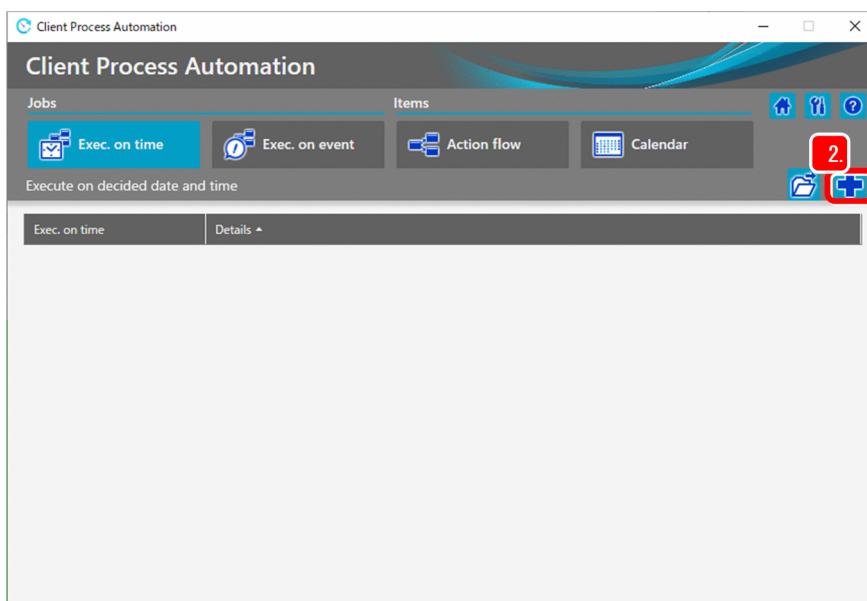 Client Process Automation
Client Process Automation
Jobs
Items
Exec. on time
Exec. on event
Action flow
Calendar
2.
Execute on decided date and time
Exec. on time
Details